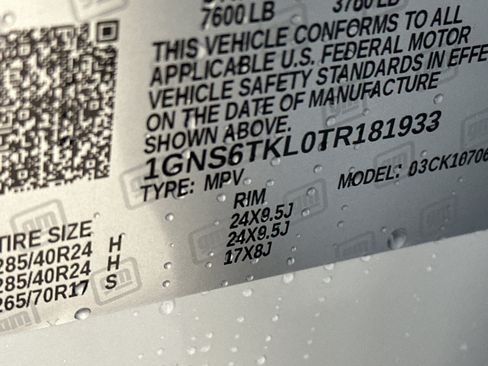 7600 LB 3760 LB
THIS VEHICLE CONFORMS TO ALL
APPLICABLE U.S. FEDERAL MOTOR
VEHICLE SAFETY STANDARDS IN EFFE
ON THE DATE OF MANUFACTURE
SHOWN ABOVE.
1GNS6TKL0TR181933
TYPE: MPV MODEL: 03CK10706
TIRE SIZE RIM
285/40R24 H 24X9.5J
285/40R24 H 24X9.5J
265/70R17 S 17X8J
gm